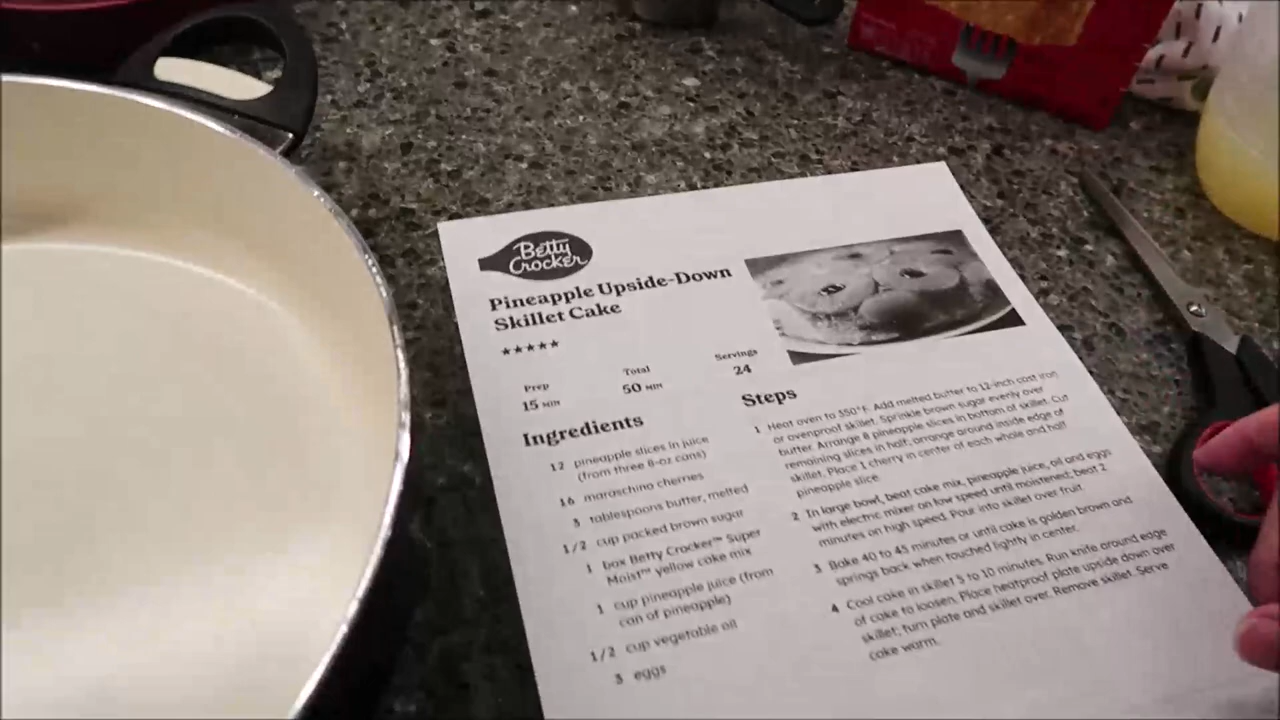 Betty
Crocker
Pineapple Upside-Down
Skillet Cake
★★★★★
Prep
15 MIN
Total
50 MIN
Servings
24
Ingredients
12 pineapple slices in juice
(from three 8-oz cans)
16 maraschino cherries
3 tablespoons butter, melted
1/2 cup packed brown sugar
1 box Betty Crocker™ Super
Moist™ yellow cake mix
1 cup pineapple juice (from
can of pineapple)
1/2 cup vegetable oil
3 eggs
Steps
1 Heat oven to 350°F. Add melted butter to 12-inch cast iron
or ovenproof skillet. Sprinkle brown sugar evenly over
butter. Arrange 8 pineapple slices in bottom of skillet. Cut
remaining slices in half; arrange around inside edge of
skillet. Place 1 cherry in center of each whole and half
pineapple slice.
2 In large bowl, beat cake mix, pineapple juice, oil and eggs
with electric mixer on low speed until moistened; beat 2
minutes on high speed. Pour into skillet over fruit.
3 Bake 40 to 45 minutes or until cake is golden brown and
springs back when touched lightly in center.
4 Cool cake in skillet 5 to 10 minutes. Run knife around edge
of cake to loosen. Place heatproof plate upside down over
skillet; turn plate and skillet over. Remove skillet. Serve
cake warm.